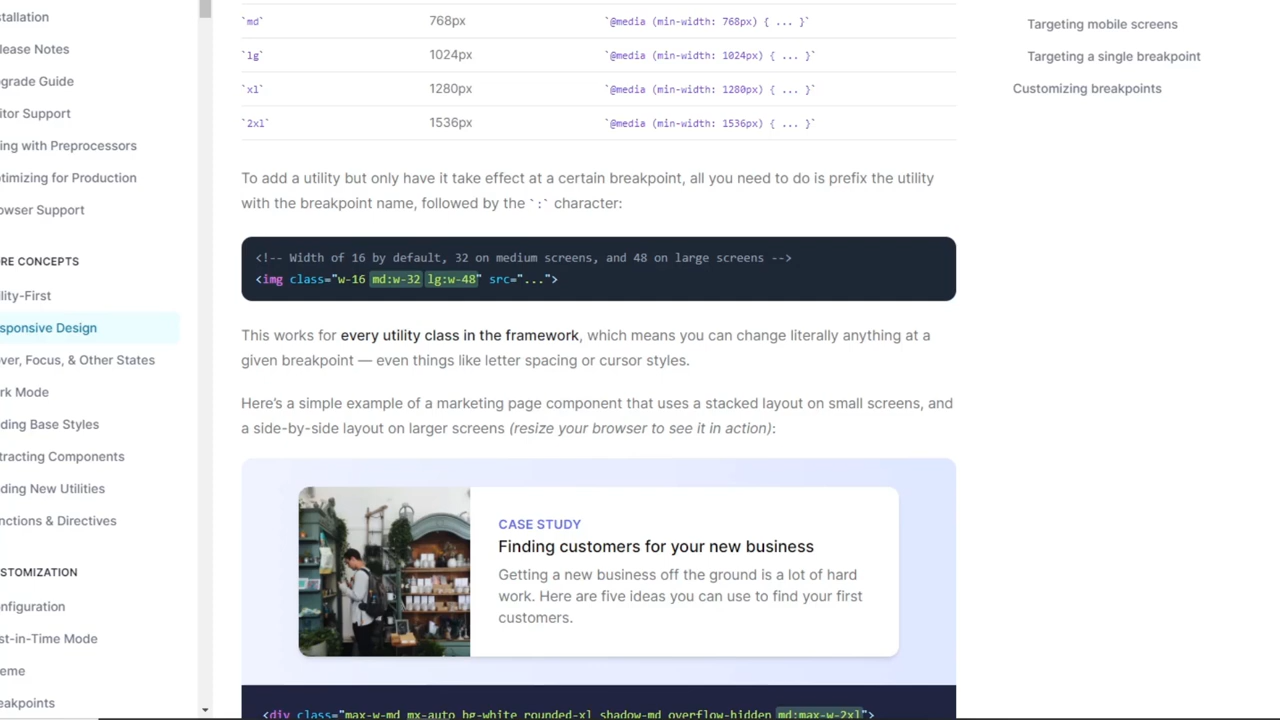 stallation
lease Notes
grade Guide
itor Support
ing with Preprocessors
timizing for Production
owser Support
RE CONCEPTS
ility-First
sponsive Design
ver, Focus, & Other States
rk Mode
ding Base Styles
tracting Components
ding New Utilities
nctions & Directives
STOMIZATION
nfiguration
st-in-Time Mode
eme
eakpoints
`md` 768px `@media (min-width: 768px) { ... }`
`lg` 1024px `@media (min-width: 1024px) { ... }`
`xl` 1280px `@media (min-width: 1280px) { ... }`
`2xl` 1536px `@media (min-width: 1536px) { ... }`
To add a utility but only have it take effect at a certain breakpoint, all you need to do is prefix the utility
with the breakpoint name, followed by the `:` character:
<!-- Width of 16 by default, 32 on medium screens, and 48 on large screens -->
<img class="w-16 md:w-32 lg:w-48" src="...">
This works for every utility class in the framework, which means you can change literally anything at a
given breakpoint — even things like letter spacing or cursor styles.
Here’s a simple example of a marketing page component that uses a stacked layout on small screens, and
a side-by-side layout on larger screens (resize your browser to see it in action):
CASE STUDY
Finding customers for your new business
Getting a new business off the ground is a lot of hard
work. Here are five ideas you can use to find your first
customers.
<div class="max-w-md mx-auto bg-white rounded-xl shadow-md overflow-hidden md:max-w-2xl">
Targeting mobile screens
Targeting a single breakpoint
Customizing breakpoints